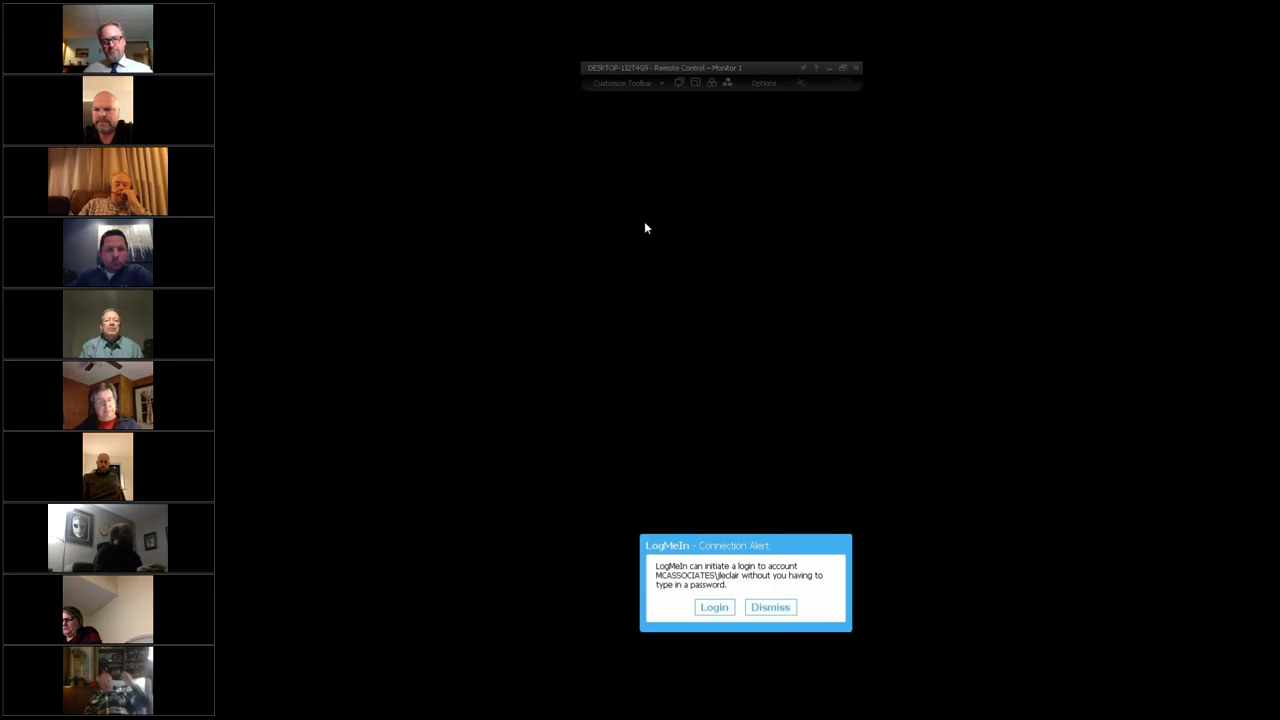 DESKTOP-1I2T4G9 - Remote Control - Monitor 1
Customize Toolbar
Options
LogMeIn - Connection Alert
LogMeIn can initiate a login to account
MCASSOCIATES\jleclair without you having to
type in a password.
Login
Dismiss